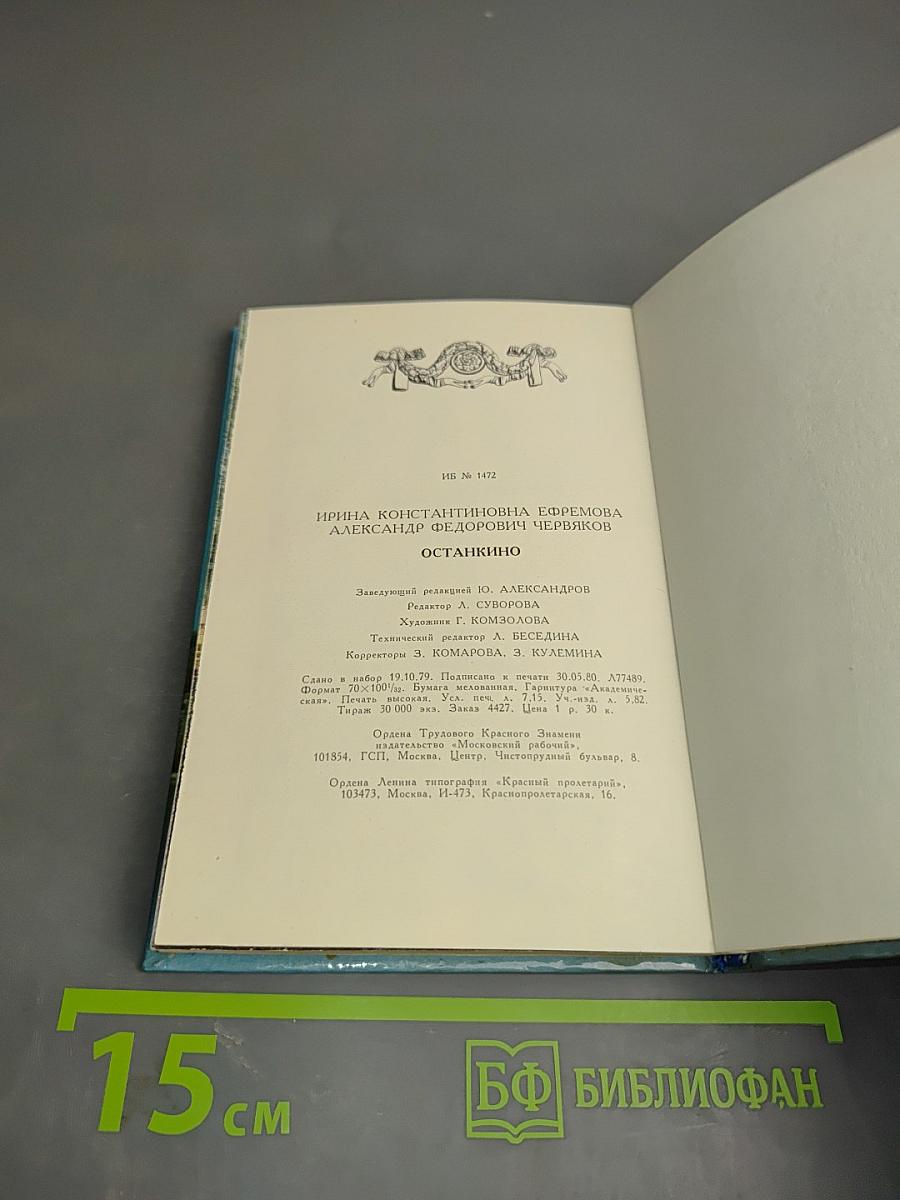 ИБ № 1472
ИРИНА КОНСТАНТИНОВНА ЕФРЕМОВА
АЛЕКСАНДР ФЕДОРОВИЧ ЧЕРВЯКОВ
ОСТАНКИНО
Заведующий редакцией Ю. АЛЕКСАНДРОВ
Редактор Л. СУВОРОВА
Художник Г. КОМЗОЛОВА
Технический редактор Л. БЕСЕДИНА
Корректоры З. КОМАРОВА, З. КУЛЕМИНА
Сдано в набор 19.10.79. Подписано к печати 30.05.80. Л77489.
Формат 70×100¹/₃₂. Бумага мелованная. Гарнитура «Академиче-
ская». Печать высокая. Усл. печ. л. 7,15. Уч.-изд. л. 5,82.
Тираж 30 000 экз. Заказ 4427. Цена 1 р. 30 к.
Ордена Трудового Красного Знамени
издательство «Московский рабочий»,
101854, ГСП, Москва, Центр, Чистопрудный бульвар, 8.
Ордена Ленина типография «Красный пролетарий»,
103473, Москва, И-473, Краснопролетарская, 16.
15 см
БФ БИБЛИОФАН